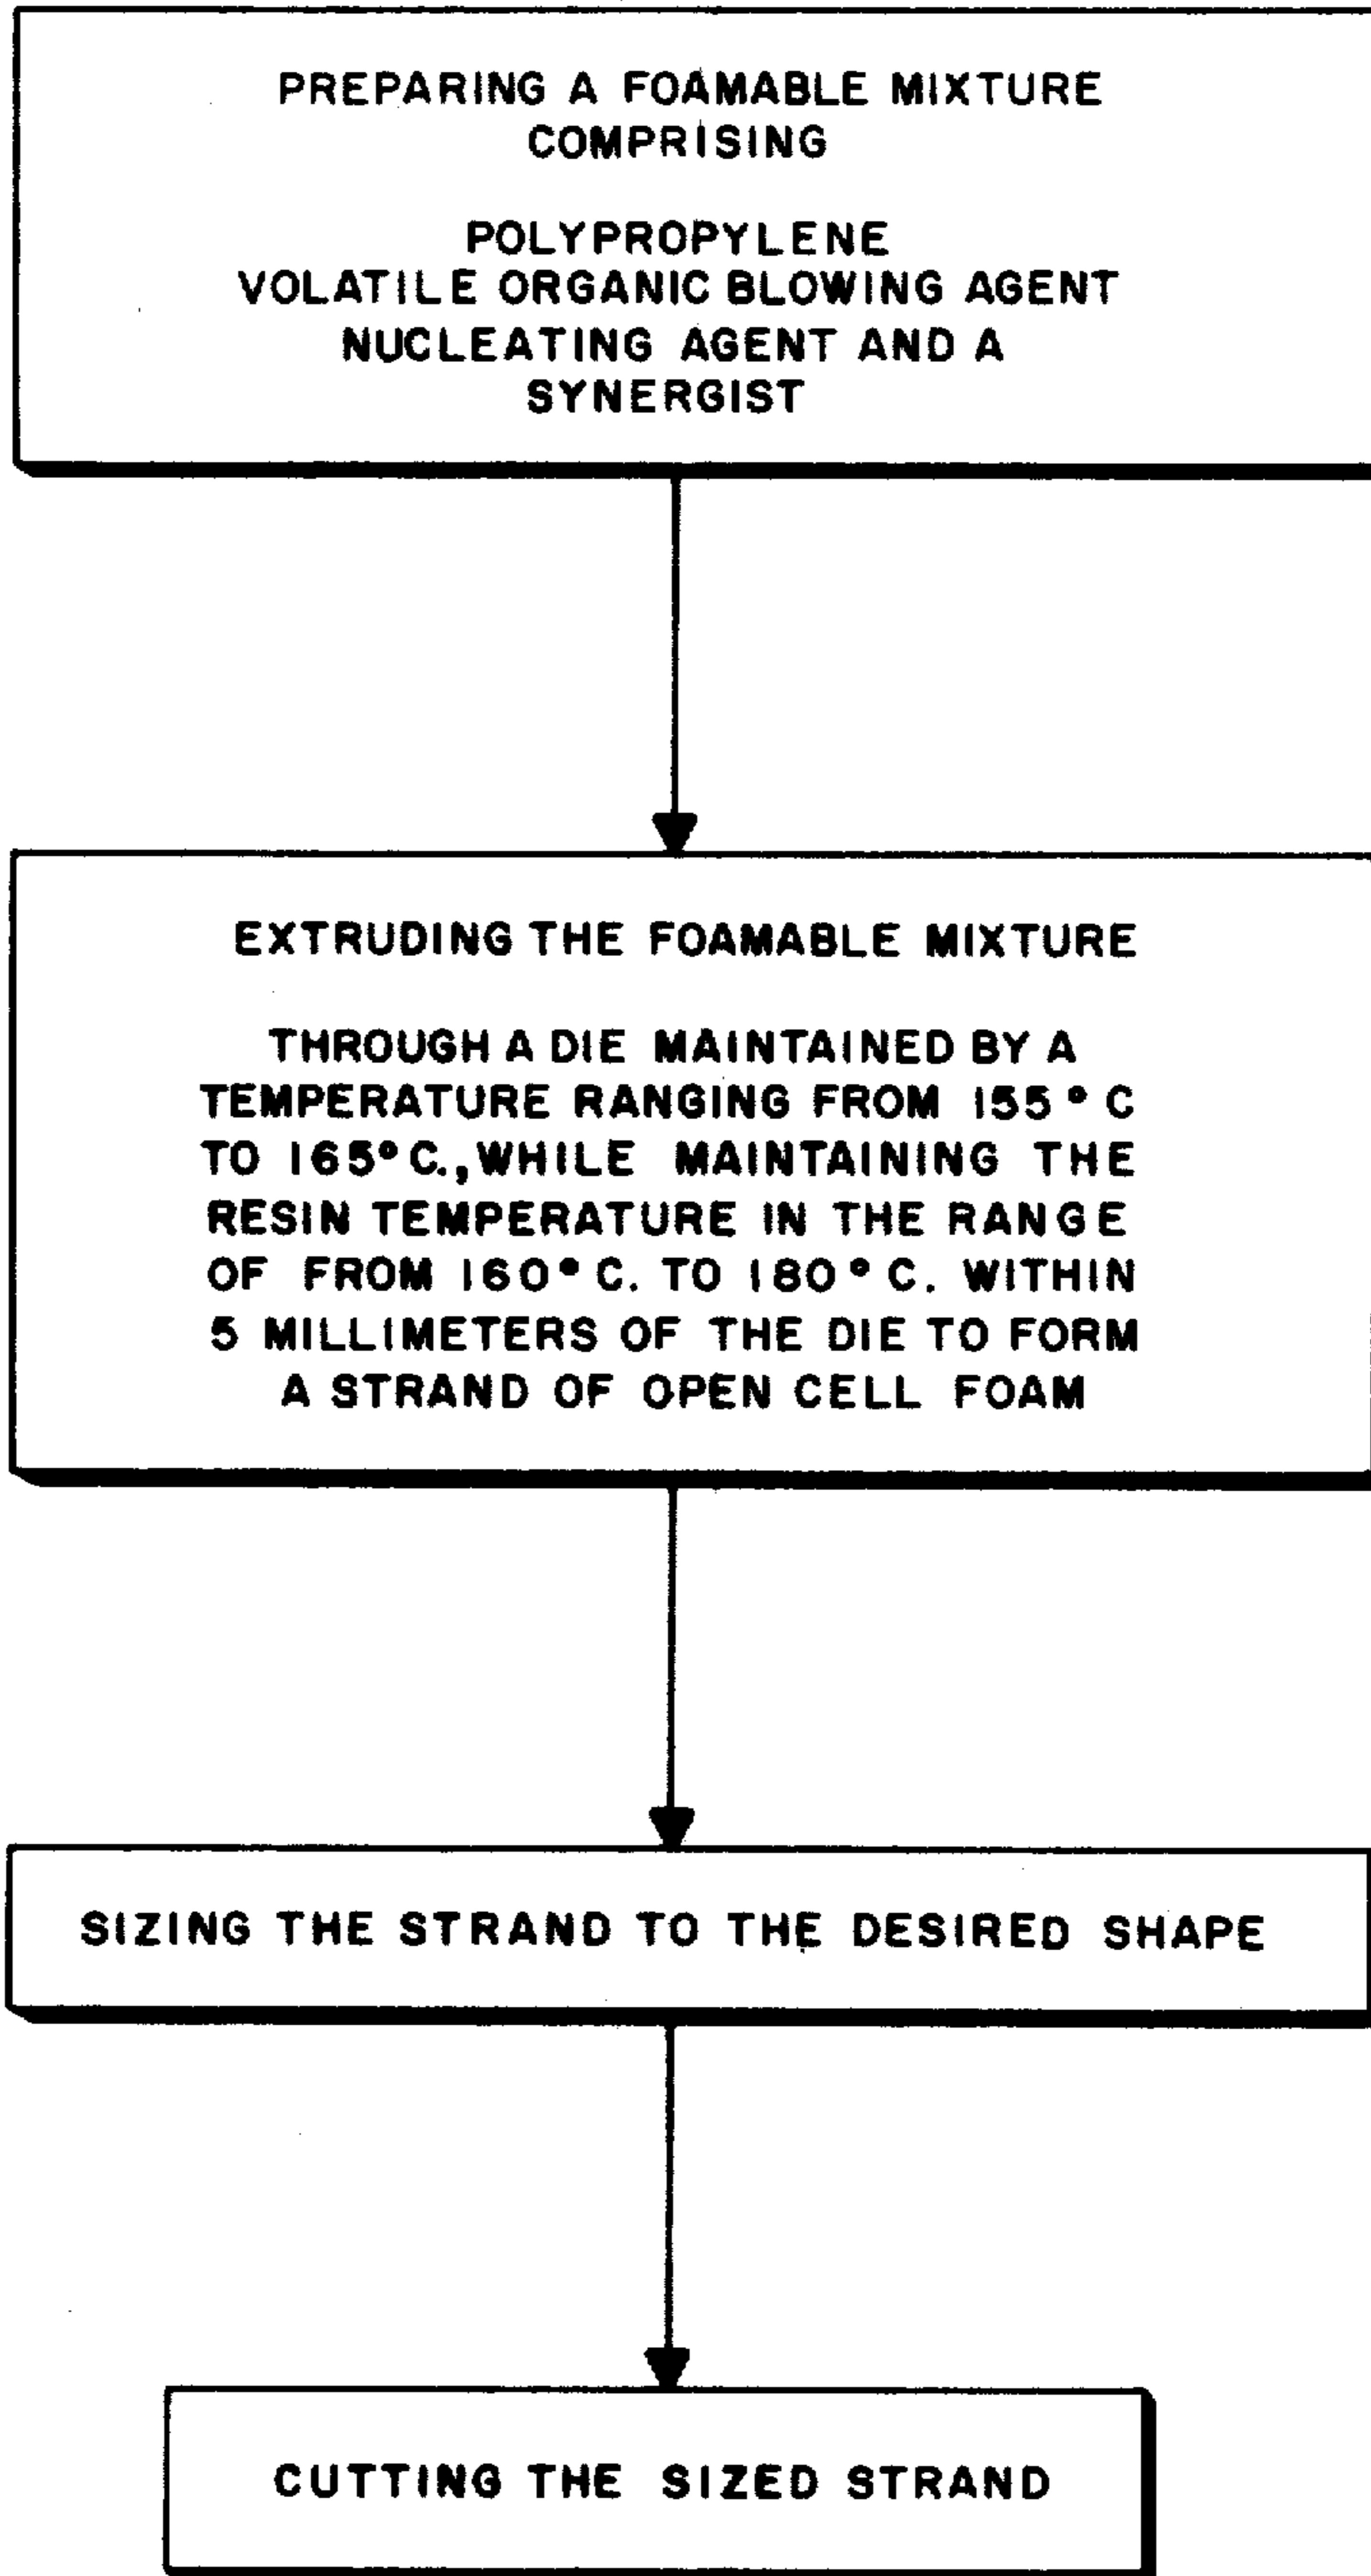 PREPARING A FOAMABLE MIXTURE
COMPRISING
POLYPROPYLENE
VOLATILE ORGANIC BLOWING AGENT
NUCLEATING AGENT AND A
SYNERGIST
EXTRUDING THE FOAMABLE MIXTURE
THROUGH A DIE MAINTAINED BY A
TEMPERATURE RANGING FROM 155° C
TO 165°C., WHILE MAINTAINING THE
RESIN TEMPERATURE IN THE RANGE
OF FROM 160° C. TO 180° C. WITHIN
5 MILLIMETERS OF THE DIE TO FORM
A STRAND OF OPEN CELL FOAM
SIZING THE STRAND TO THE DESIRED SHAPE
CUTTING THE SIZED STRAND